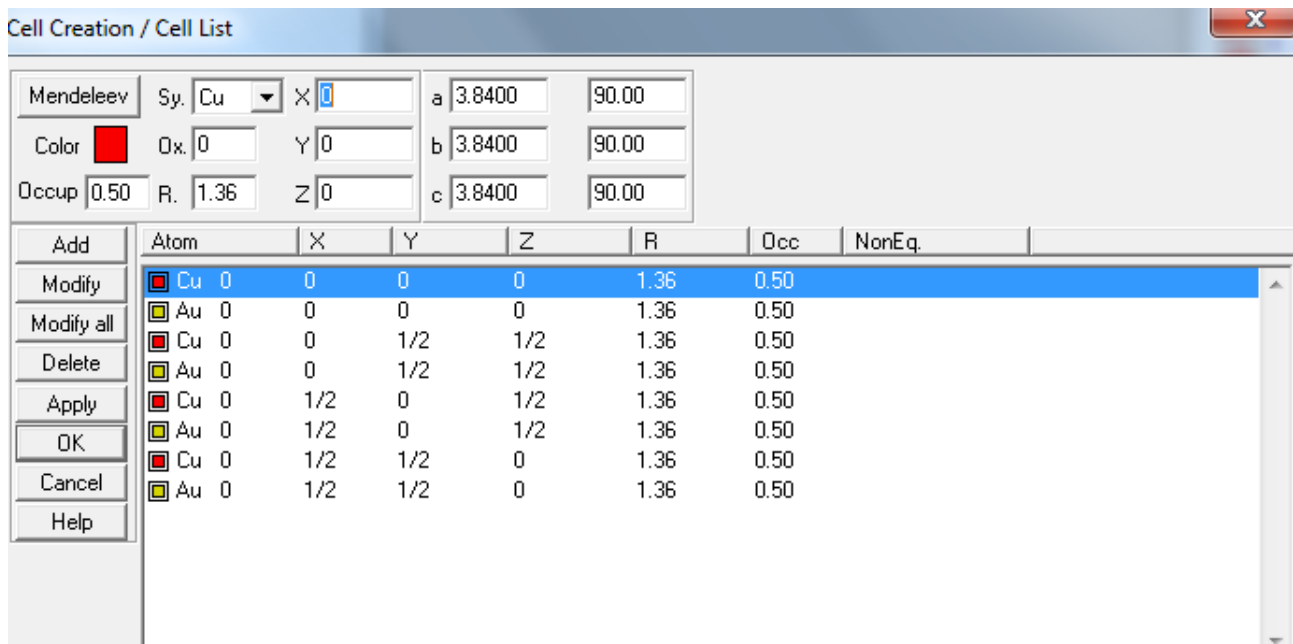 Cell Creation / Cell List
Mendeleev Sy. Cu X 0 a 3.8400 90.00
Color Ox. 0 Y 0 b 3.8400 90.00
Occup 0.50 R. 1.36 Z 0 c 3.8400 90.00
Add
Modify
Modify all
Delete
Apply
OK
Cancel
Help
Atom X Y Z R Occ NonEq.
Cu 0 0 0 0 1.36 0.50
Au 0 0 0 0 1.36 0.50
Cu 0 0 1/2 1/2 1.36 0.50
Au 0 0 1/2 1/2 1.36 0.50
Cu 0 1/2 0 1/2 1.36 0.50
Au 0 1/2 0 1/2 1.36 0.50
Cu 0 1/2 1/2 0 1.36 0.50
Au 0 1/2 1/2 0 1.36 0.50